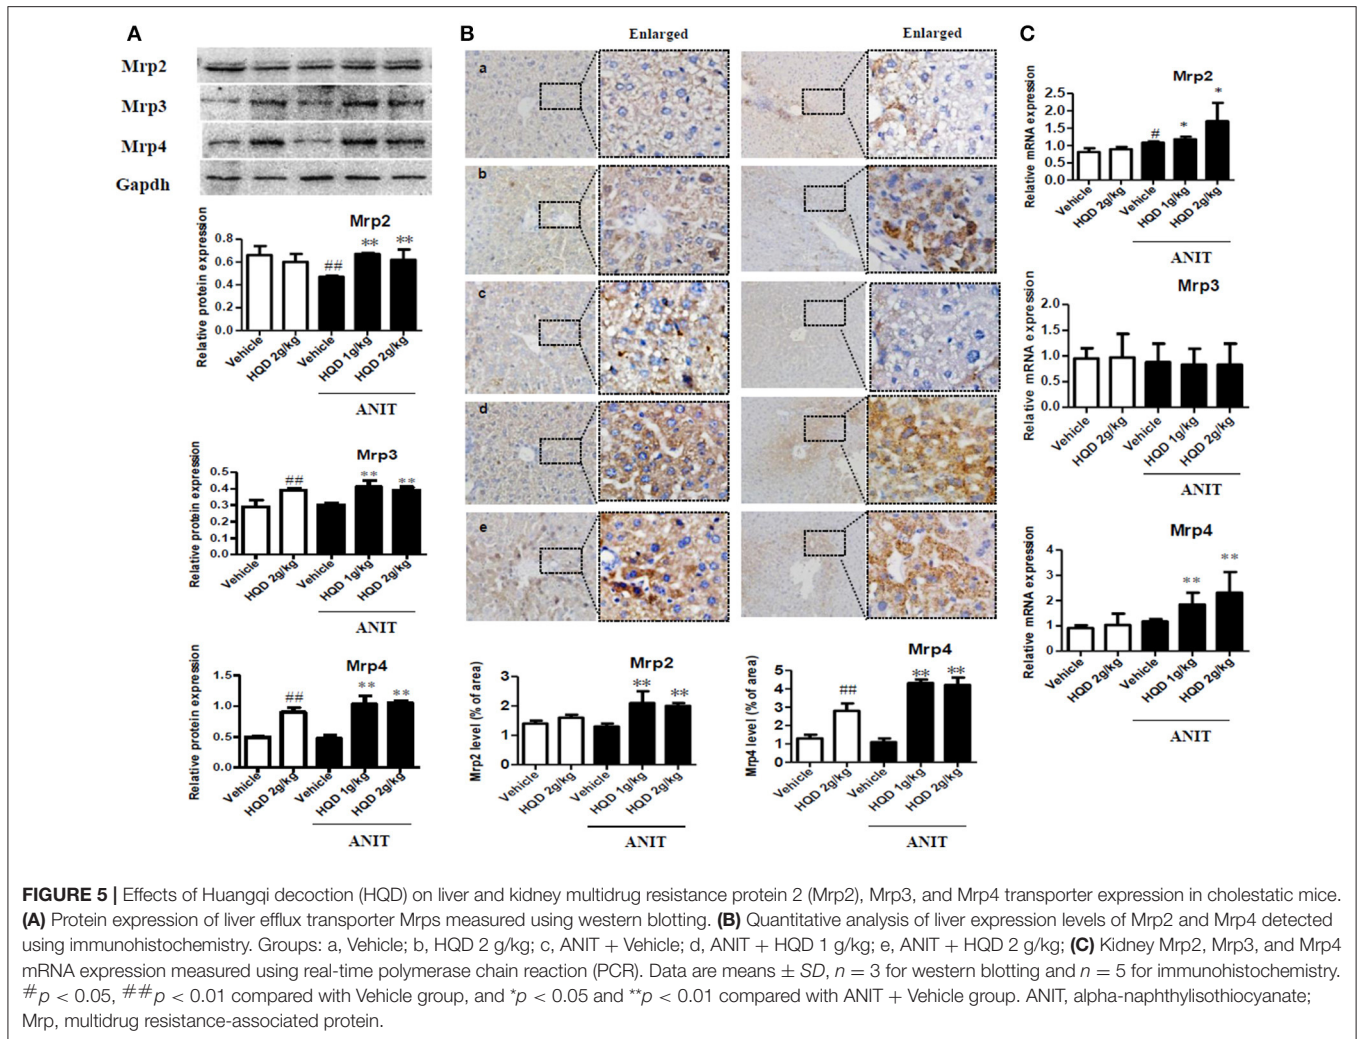 A
Mrp2
Mrp3
Mrp4
Gapdh
Mrp2
Relative protein expression
0.8
0.6
0.4
0.2
0.0
##
**
**
Vehicle
HQD 2g/kg
Vehicle
HQD 1g/kg
HQD 2g/kg
ANIT
Mrp3
Relative protein expression
0.5
0.4
0.3
0.2
0.1
0.0
##
**
**
Vehicle
HQD 2g/kg
Vehicle
HQD 1g/kg
HQD 2g/kg
ANIT
Mrp4
Relative protein expression
1.5
1.0
0.5
0.0
##
**
**
Vehicle
HQD 2g/kg
Vehicle
HQD 1g/kg
HQD 2g/kg
ANIT
B
Enlarged
Enlarged
a
b
c
d
e
Mrp2
Mrp2 level (% of area)
3
2
1
0
**
**
Vehicle
HQD 2g/kg
Vehicle
HQD 1g/kg
HQD 2g/kg
ANIT
Mrp4
Mrp4 level (% of area)
5
4
3
2
1
0
##
**
**
Vehicle
HQD 2g/kg
Vehicle
HQD 1g/kg
HQD 2g/kg
ANIT
C
Mrp2
Relative mRNA expression
2.5
2.0
1.5
1.0
0.5
0.0
#
*
*
Vehicle
HQD 2g/kg
Vehicle
HQD 1g/kg
HQD 2g/kg
ANIT
Mrp3
Relative mRNA expression
2.0
1.5
1.0
0.5
0.0
Vehicle
HQD 2g/kg
Vehicle
HQD 1g/kg
HQD 2g/kg
ANIT
Mrp4
Relative mRNA expression
4
3
2
1
0
**
**
Vehicle
HQD 2g/kg
Vehicle
HQD 1g/kg
HQD 2g/kg
ANIT
FIGURE 5 | Effects of Huangqi decoction (HQD) on liver and kidney multidrug resistance protein 2 (Mrp2), Mrp3, and Mrp4 transporter expression in cholestatic mice.
(A) Protein expression of liver efflux transporter Mrps measured using western blotting. (B) Quantitative analysis of liver expression levels of Mrp2 and Mrp4 detected
using immunohistochemistry. Groups: a, Vehicle; b, HQD 2 g/kg; c, ANIT + Vehicle; d, ANIT + HQD 1 g/kg; e, ANIT + HQD 2 g/kg; (C) Kidney Mrp2, Mrp3, and Mrp4
mRNA expression measured using real-time polymerase chain reaction (PCR). Data are means ± SD, n = 3 for western blotting and n = 5 for immunohistochemistry.
#p < 0.05, ##p < 0.01 compared with Vehicle group, and *p < 0.05 and **p < 0.01 compared with ANIT + Vehicle group. ANIT, alpha-naphthylisothiocyanate;
Mrp, multidrug resistance-associated protein.